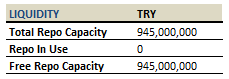 LIQUIDITY TRY
Total Repo Capacity 945,000,000
Repo In Use 0
Free Repo Capacity 945,000,000